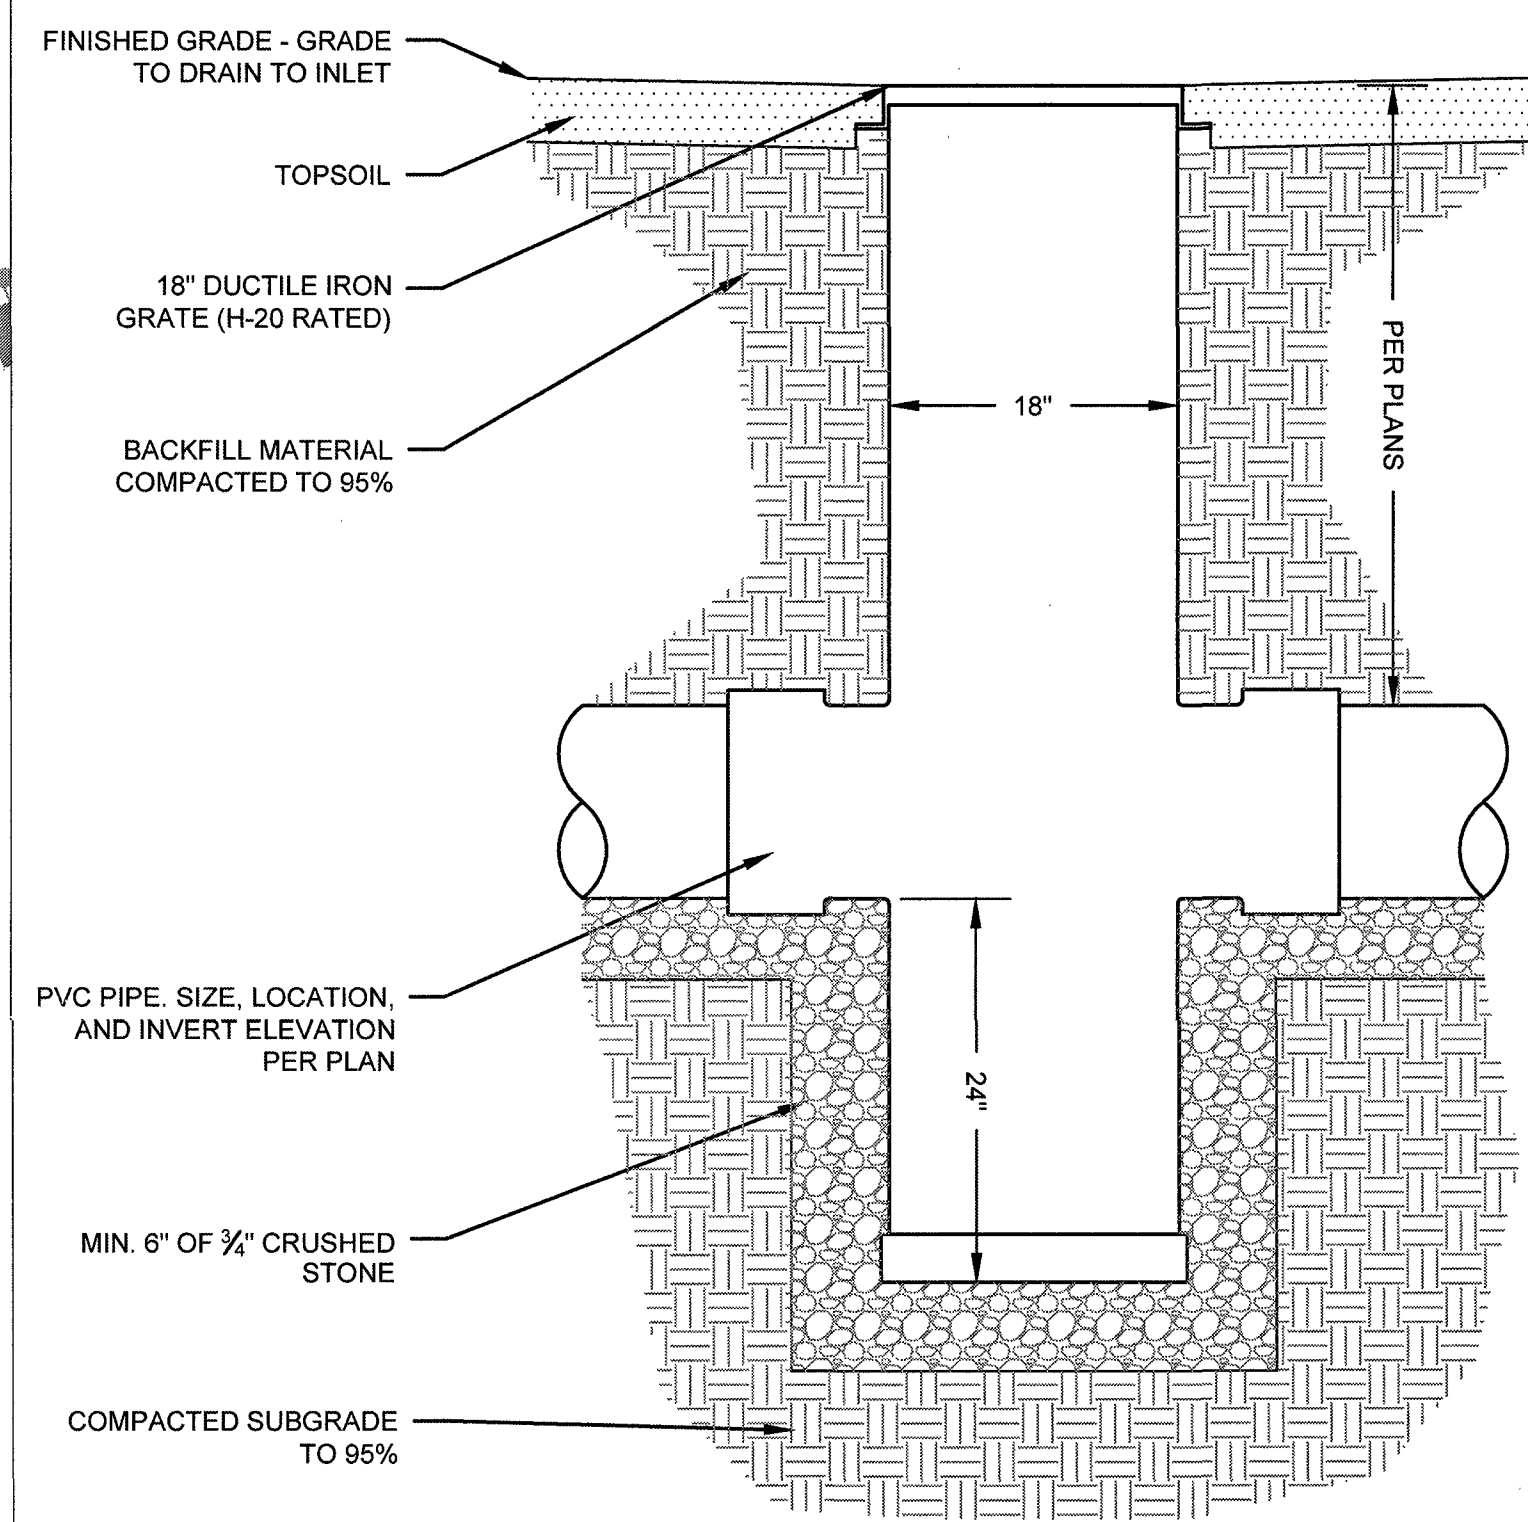 FINISHED GRADE - GRADE
TO DRAIN TO INLET
TOPSOIL
18" DUCTILE IRON
GRATE (H-20 RATED)
BACKFILL MATERIAL
COMPACTED TO 95%
18"
PER PLANS
PVC PIPE. SIZE, LOCATION,
AND INVERT ELEVATION
PER PLAN
24"
MIN. 6" OF ¾" CRUSHED
STONE
COMPACTED SUBGRADE
TO 95%